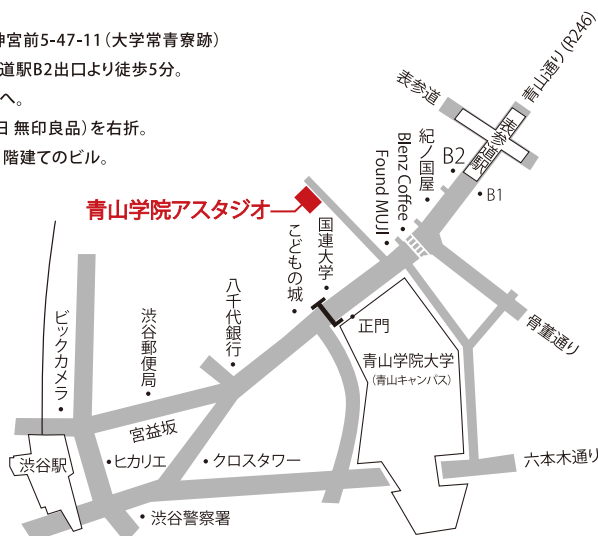 神宮前5-47-11（大学常青寮跡）
道駅B2出口より徒歩5分。
へ。
日 無印良品）を右折。
階建てのビル。
青山通り(R246)
表参道
表参道駅
B2
B1
紀ノ国屋
Blenz Coffee
Found MUJI
青山学院アスタジオ
国連大学
こどもの城
八千代銀行
渋谷郵便局
ビックカメラ
正門
骨董通り
青山学院大学
（青山キャンパス）
宮益坂
渋谷駅
ヒカリエ
クロスタワー
六本木通り
渋谷警察署